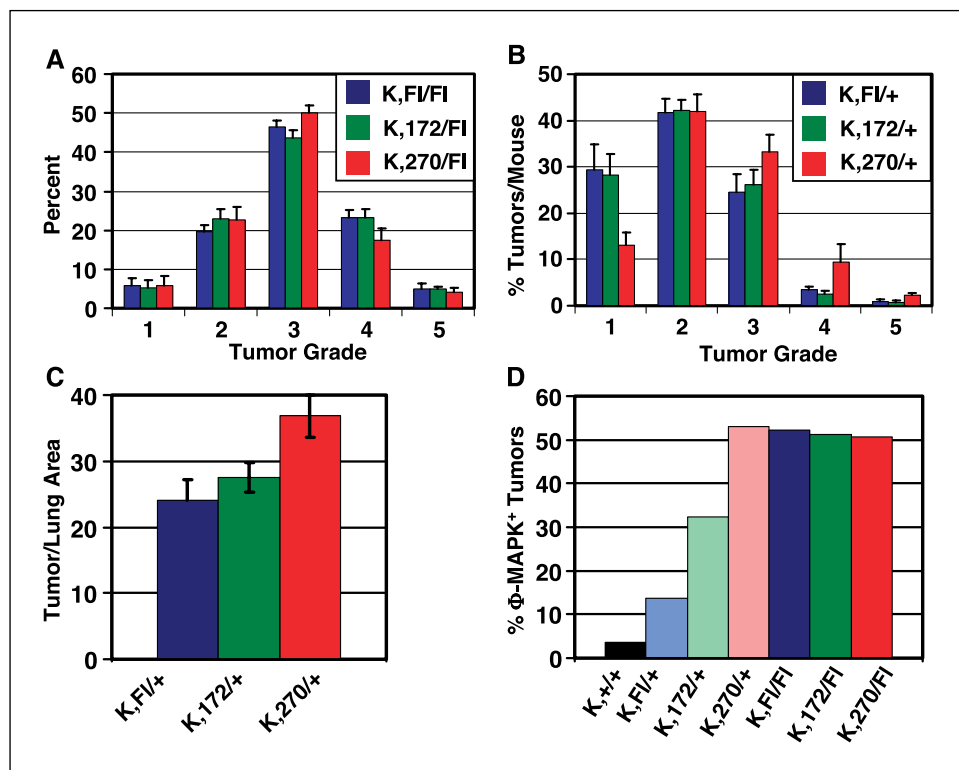 A
60
50
40
30
20
10
0
Percent
K,Fl/Fl
K,172/Fl
K,270/Fl
1 2 3 4 5
Tumor Grade
B
50
40
30
20
10
0
% Tumors/Mouse
K,Fl/+
K,172/+
K,270/+
1 2 3 4 5
Tumor Grade
C
40
30
20
10
0
Tumor/Lung Area
K,Fl/+
K,172/+
K,270/+
D
60
50
40
30
20
10
0
% Φ-MAPK+ Tumors
K,+/+
K,Fl/+
K,172/+
K,270/+
K,Fl/Fl
K,172/Fl
K,270/Fl